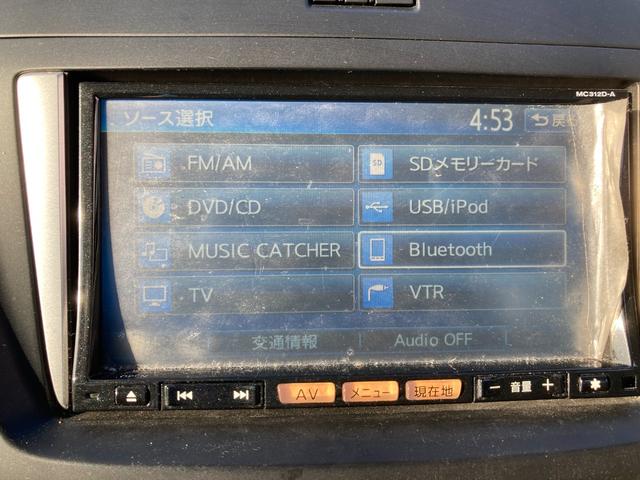 MC312D-A
ソース選択 4:53 戻る
FM/AM SDメモリーカード
DVD/CD USB/iPod
MUSIC CATCHER Bluetooth
TV VTR
交通情報 Audio OFF
AV メニュー 現在地 − 音量 + ✱